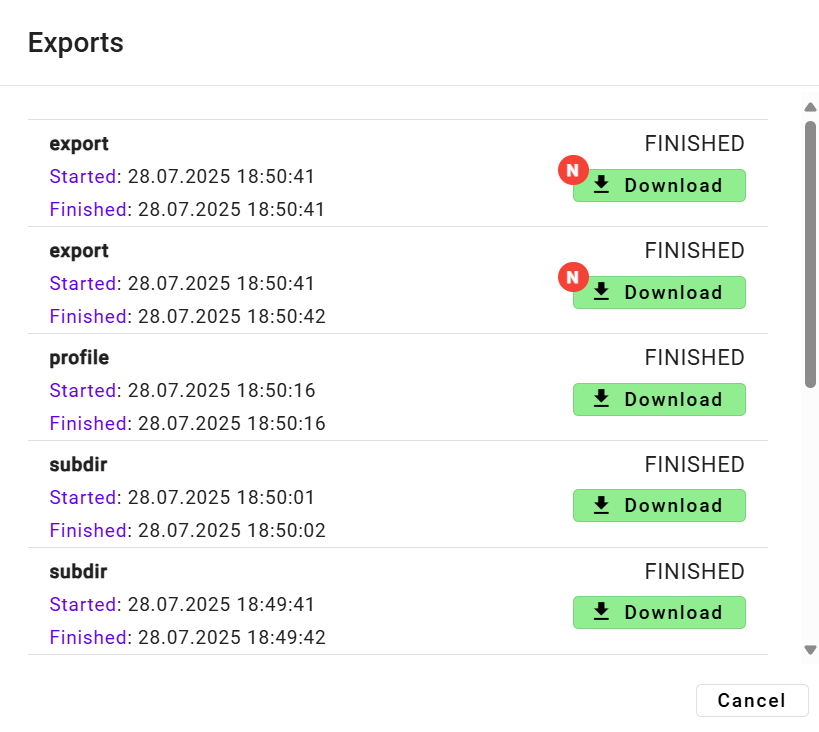 Exports
export
FINISHED
Started: 28.07.2025 18:50:41
N
Download
Finished: 28.07.2025 18:50:41
export
FINISHED
Started: 28.07.2025 18:50:41
N
Download
Finished: 28.07.2025 18:50:42
profile
FINISHED
Started: 28.07.2025 18:50:16
Download
Finished: 28.07.2025 18:50:16
subdir
FINISHED
Started: 28.07.2025 18:50:01
Download
Finished: 28.07.2025 18:50:02
subdir
FINISHED
Started: 28.07.2025 18:49:41
Download
Finished: 28.07.2025 18:49:42
Cancel